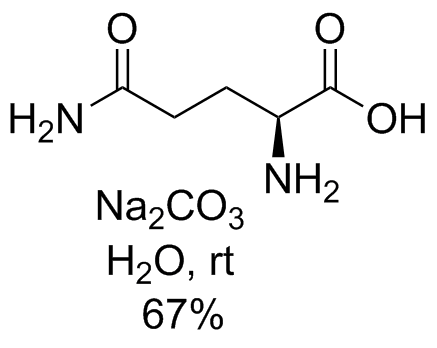 O O
H₂N OH
NH₂
Na₂CO₃
H₂O, rt
67%